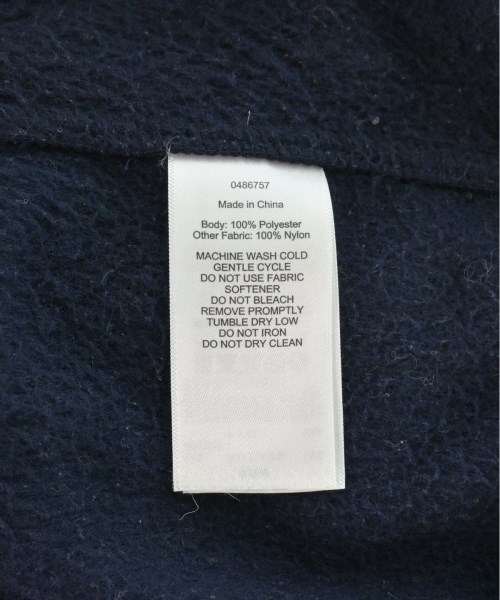 0486757
Made in China
Body: 100% Polyester
Other Fabric: 100% Nylon
MACHINE WASH COLD
GENTLE CYCLE
DO NOT USE FABRIC
SOFTENER
DO NOT BLEACH
REMOVE PROMPTLY
TUMBLE DRY LOW
DO NOT IRON
DO NOT DRY CLEAN